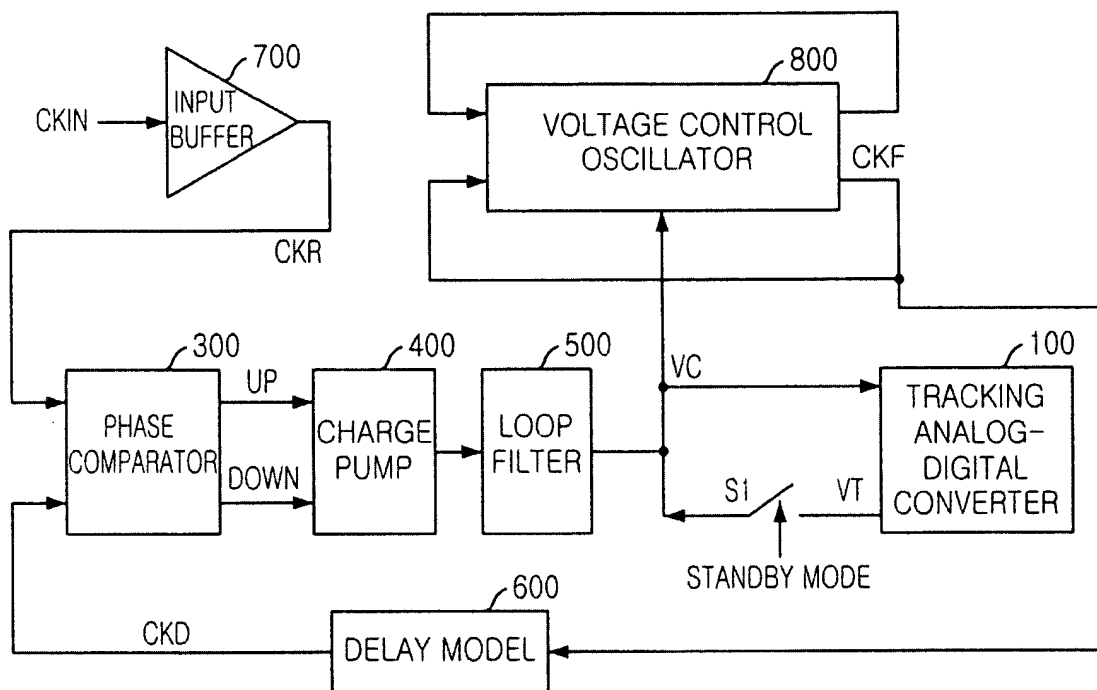 700
800
CKIN
INPUT
BUFFER
VOLTAGE CONTROL
OSCILLATOR
CKF
CKR
300
400
500
100
UP
VC
PHASE
COMPARATOR
CHARGE
PUMP
LOOP
FILTER
TRACKING
ANALOG-
DIGITAL
CONVERTER
DOWN
S1
VT
STANDBY MODE
600
CKD
DELAY MODEL